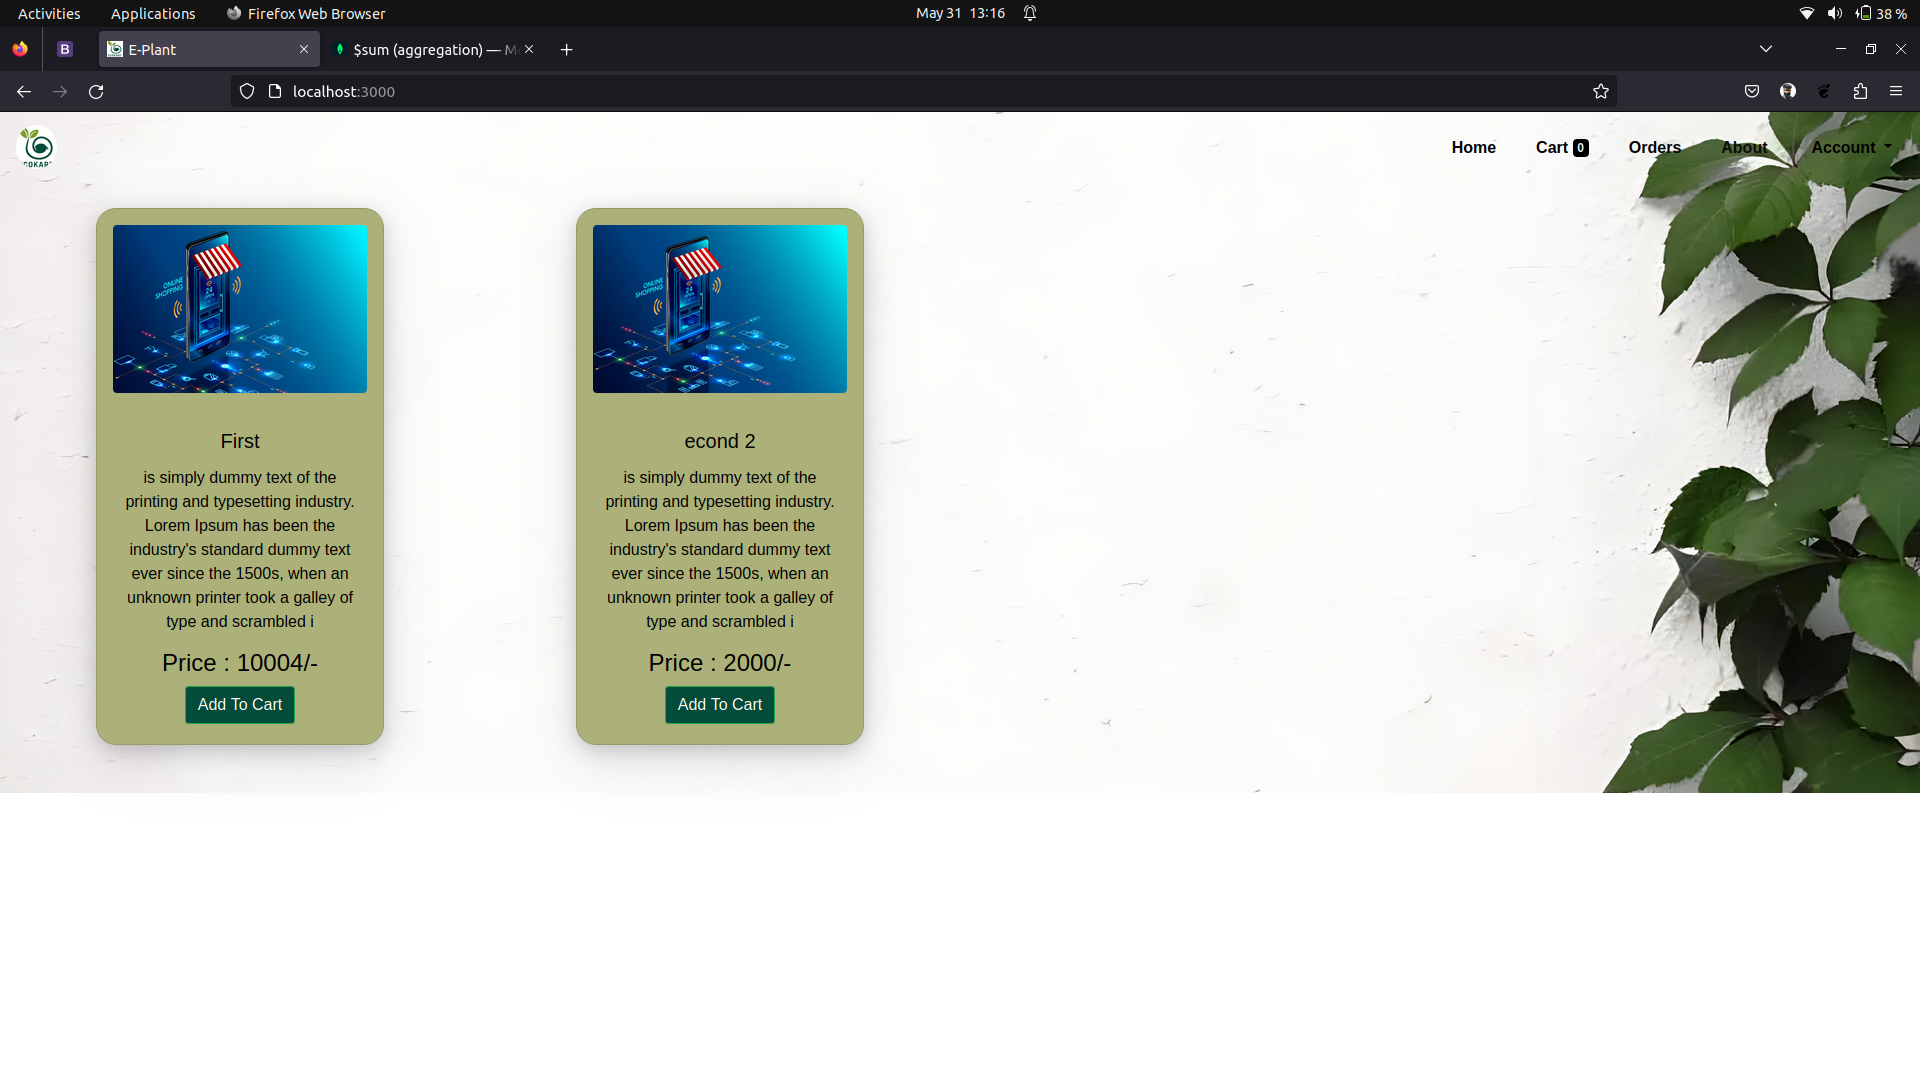 Activities Applications Firefox Web Browser May 31 13:16 38 %
B E-Plant $sum (aggregation) — M
localhost:3000
Home Cart 0 Orders About Account
ONLINE SHOPPING
24
ONLINE SHOPPING
24
First
is simply dummy text of the
printing and typesetting industry.
Lorem Ipsum has been the
industry's standard dummy text
ever since the 1500s, when an
unknown printer took a galley of
type and scrambled i
Price : 10004/-
Add To Cart
econd 2
is simply dummy text of the
printing and typesetting industry.
Lorem Ipsum has been the
industry's standard dummy text
ever since the 1500s, when an
unknown printer took a galley of
type and scrambled i
Price : 2000/-
Add To Cart